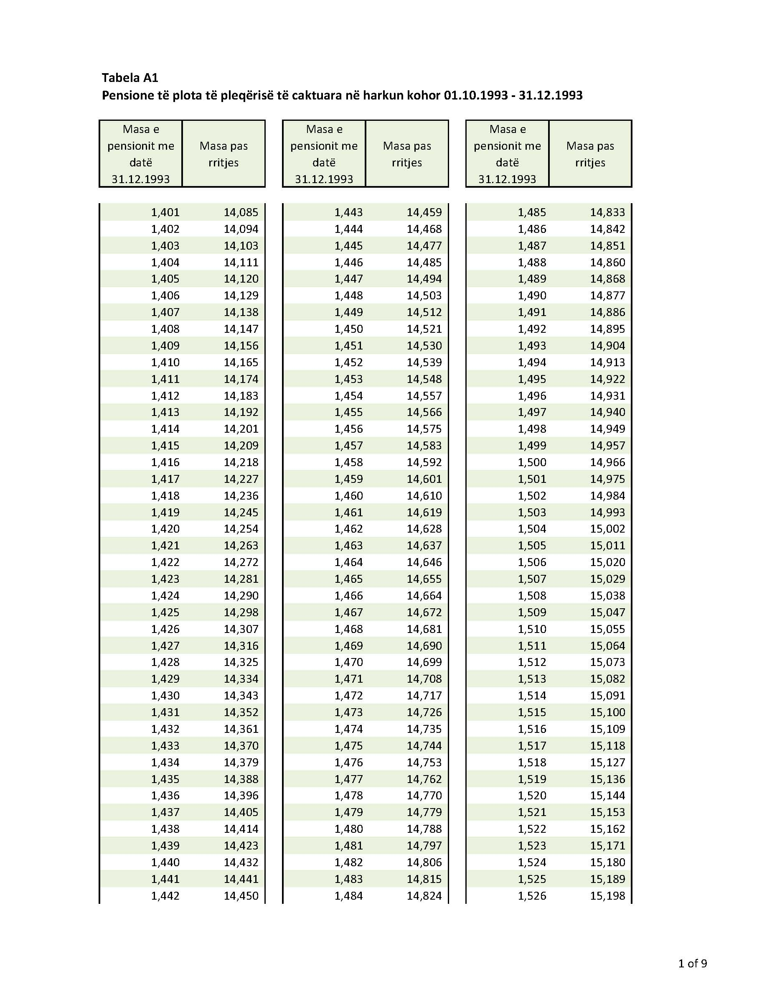 Tabela A1
Pensione të plota të pleqërisë të caktuara në harkun kohor 01.10.1993 - 31.12.1993
Masa e pensionit me datë 31.12.1993 Masa pas rritjes Masa e pensionit me datë 31.12.1993 Masa pas rritjes Masa e pensionit me datë 31.12.1993 Masa pas rritjes
1,401 14,085 1,443 14,459 1,485 14,833
1,402 14,094 1,444 14,468 1,486 14,842
1,403 14,103 1,445 14,477 1,487 14,851
1,404 14,111 1,446 14,485 1,488 14,860
1,405 14,120 1,447 14,494 1,489 14,868
1,406 14,129 1,448 14,503 1,490 14,877
1,407 14,138 1,449 14,512 1,491 14,886
1,408 14,147 1,450 14,521 1,492 14,895
1,409 14,156 1,451 14,530 1,493 14,904
1,410 14,165 1,452 14,539 1,494 14,913
1,411 14,174 1,453 14,548 1,495 14,922
1,412 14,183 1,454 14,557 1,496 14,931
1,413 14,192 1,455 14,566 1,497 14,940
1,414 14,201 1,456 14,575 1,498 14,949
1,415 14,209 1,457 14,583 1,499 14,957
1,416 14,218 1,458 14,592 1,500 14,966
1,417 14,227 1,459 14,601 1,501 14,975
1,418 14,236 1,460 14,610 1,502 14,984
1,419 14,245 1,461 14,619 1,503 14,993
1,420 14,254 1,462 14,628 1,504 15,002
1,421 14,263 1,463 14,637 1,505 15,011
1,422 14,272 1,464 14,646 1,506 15,020
1,423 14,281 1,465 14,655 1,507 15,029
1,424 14,290 1,466 14,664 1,508 15,038
1,425 14,298 1,467 14,672 1,509 15,047
1,426 14,307 1,468 14,681 1,510 15,055
1,427 14,316 1,469 14,690 1,511 15,064
1,428 14,325 1,470 14,699 1,512 15,073
1,429 14,334 1,471 14,708 1,513 15,082
1,430 14,343 1,472 14,717 1,514 15,091
1,431 14,352 1,473 14,726 1,515 15,100
1,432 14,361 1,474 14,735 1,516 15,109
1,433 14,370 1,475 14,744 1,517 15,118
1,434 14,379 1,476 14,753 1,518 15,127
1,435 14,388 1,477 14,762 1,519 15,136
1,436 14,396 1,478 14,770 1,520 15,144
1,437 14,405 1,479 14,779 1,521 15,153
1,438 14,414 1,480 14,788 1,522 15,162
1,439 14,423 1,481 14,797 1,523 15,171
1,440 14,432 1,482 14,806 1,524 15,180
1,441 14,441 1,483 14,815 1,525 15,189
1,442 14,450 1,484 14,824 1,526 15,198
1 of 9